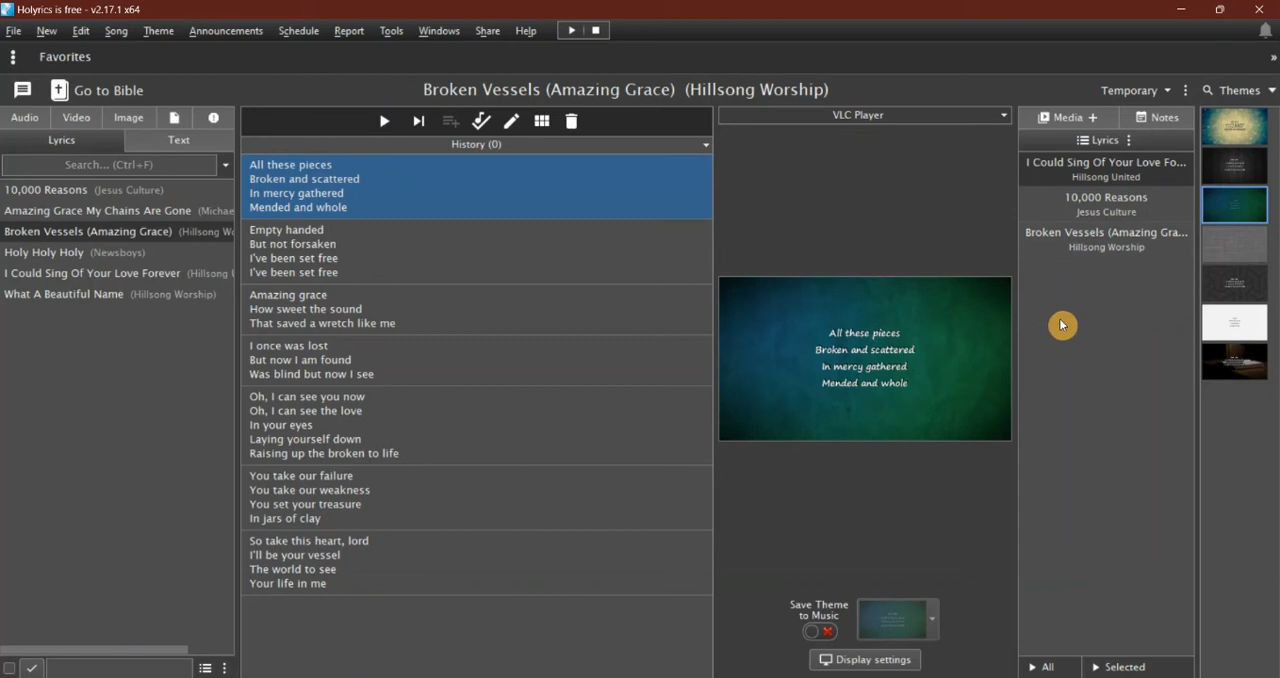 Holyrics is free - v2.17.1 x64
File New Edit Song Theme Announcements Schedule Report Tools Windows Share Help
Favorites
»
Go to Bible
Broken Vessels (Amazing Grace) (Hillsong Worship)
Temporary
Themes
Audio Video Image
Lyrics Text
Search... (Ctrl+F)
10,000 Reasons (Jesus Culture)
Amazing Grace My Chains Are Gone (Michae
Broken Vessels (Amazing Grace) (Hillsong Wo
Holy Holy Holy (Newsboys)
I Could Sing Of Your Love Forever (Hillsong U
What A Beautiful Name (Hillsong Worship)
History (0)
All these pieces
Broken and scattered
In mercy gathered
Mended and whole
Empty handed
But not forsaken
I've been set free
I've been set free
Amazing grace
How sweet the sound
That saved a wretch like me
I once was lost
But now I am found
Was blind but now I see
Oh, I can see you now
Oh, I can see the love
In your eyes
Laying yourself down
Raising up the broken to life
You take our failure
You take our weakness
You set your treasure
In jars of clay
So take this heart, lord
I'll be your vessel
The world to see
Your life in me
VLC Player
All these pieces
Broken and scattered
In mercy gathered
Mended and whole
Save Theme
to Music
Display settings
Media + Notes
Lyrics
I Could Sing Of Your Love Fo...
Hillsong United
10,000 Reasons
Jesus Culture
Broken Vessels (Amazing Gra...
Hillsong Worship
All Selected